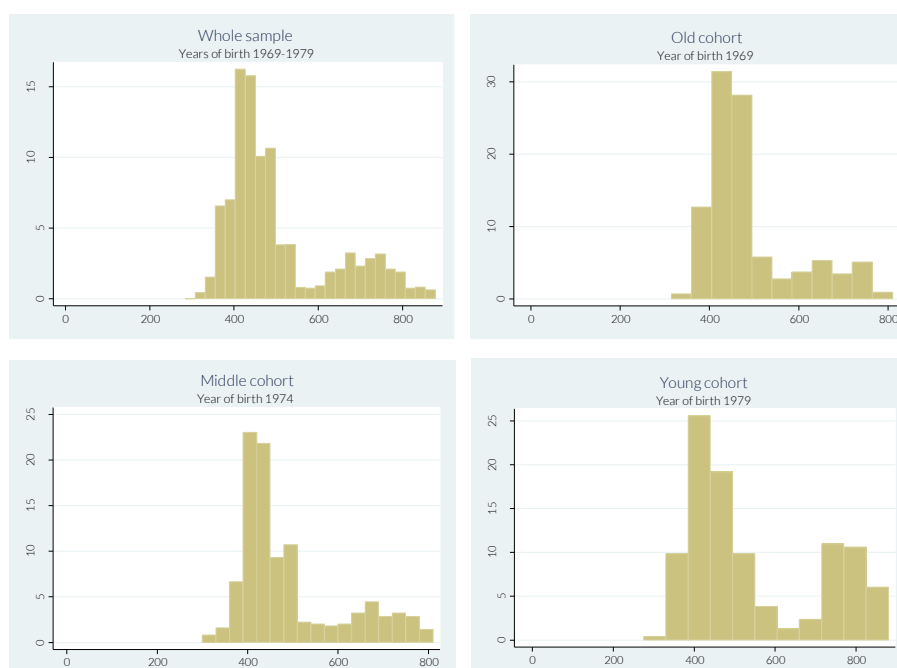 Whole sample
Years of birth 1969-1979
15
10
5
0
0 200 400 600 800
Old cohort
Year of birth 1969
30
20
10
0
0 200 400 600 800
Middle cohort
Year of birth 1974
25
20
15
10
5
0
0 200 400 600 800
Young cohort
Year of birth 1979
25
20
15
10
5
0
0 200 400 600 800